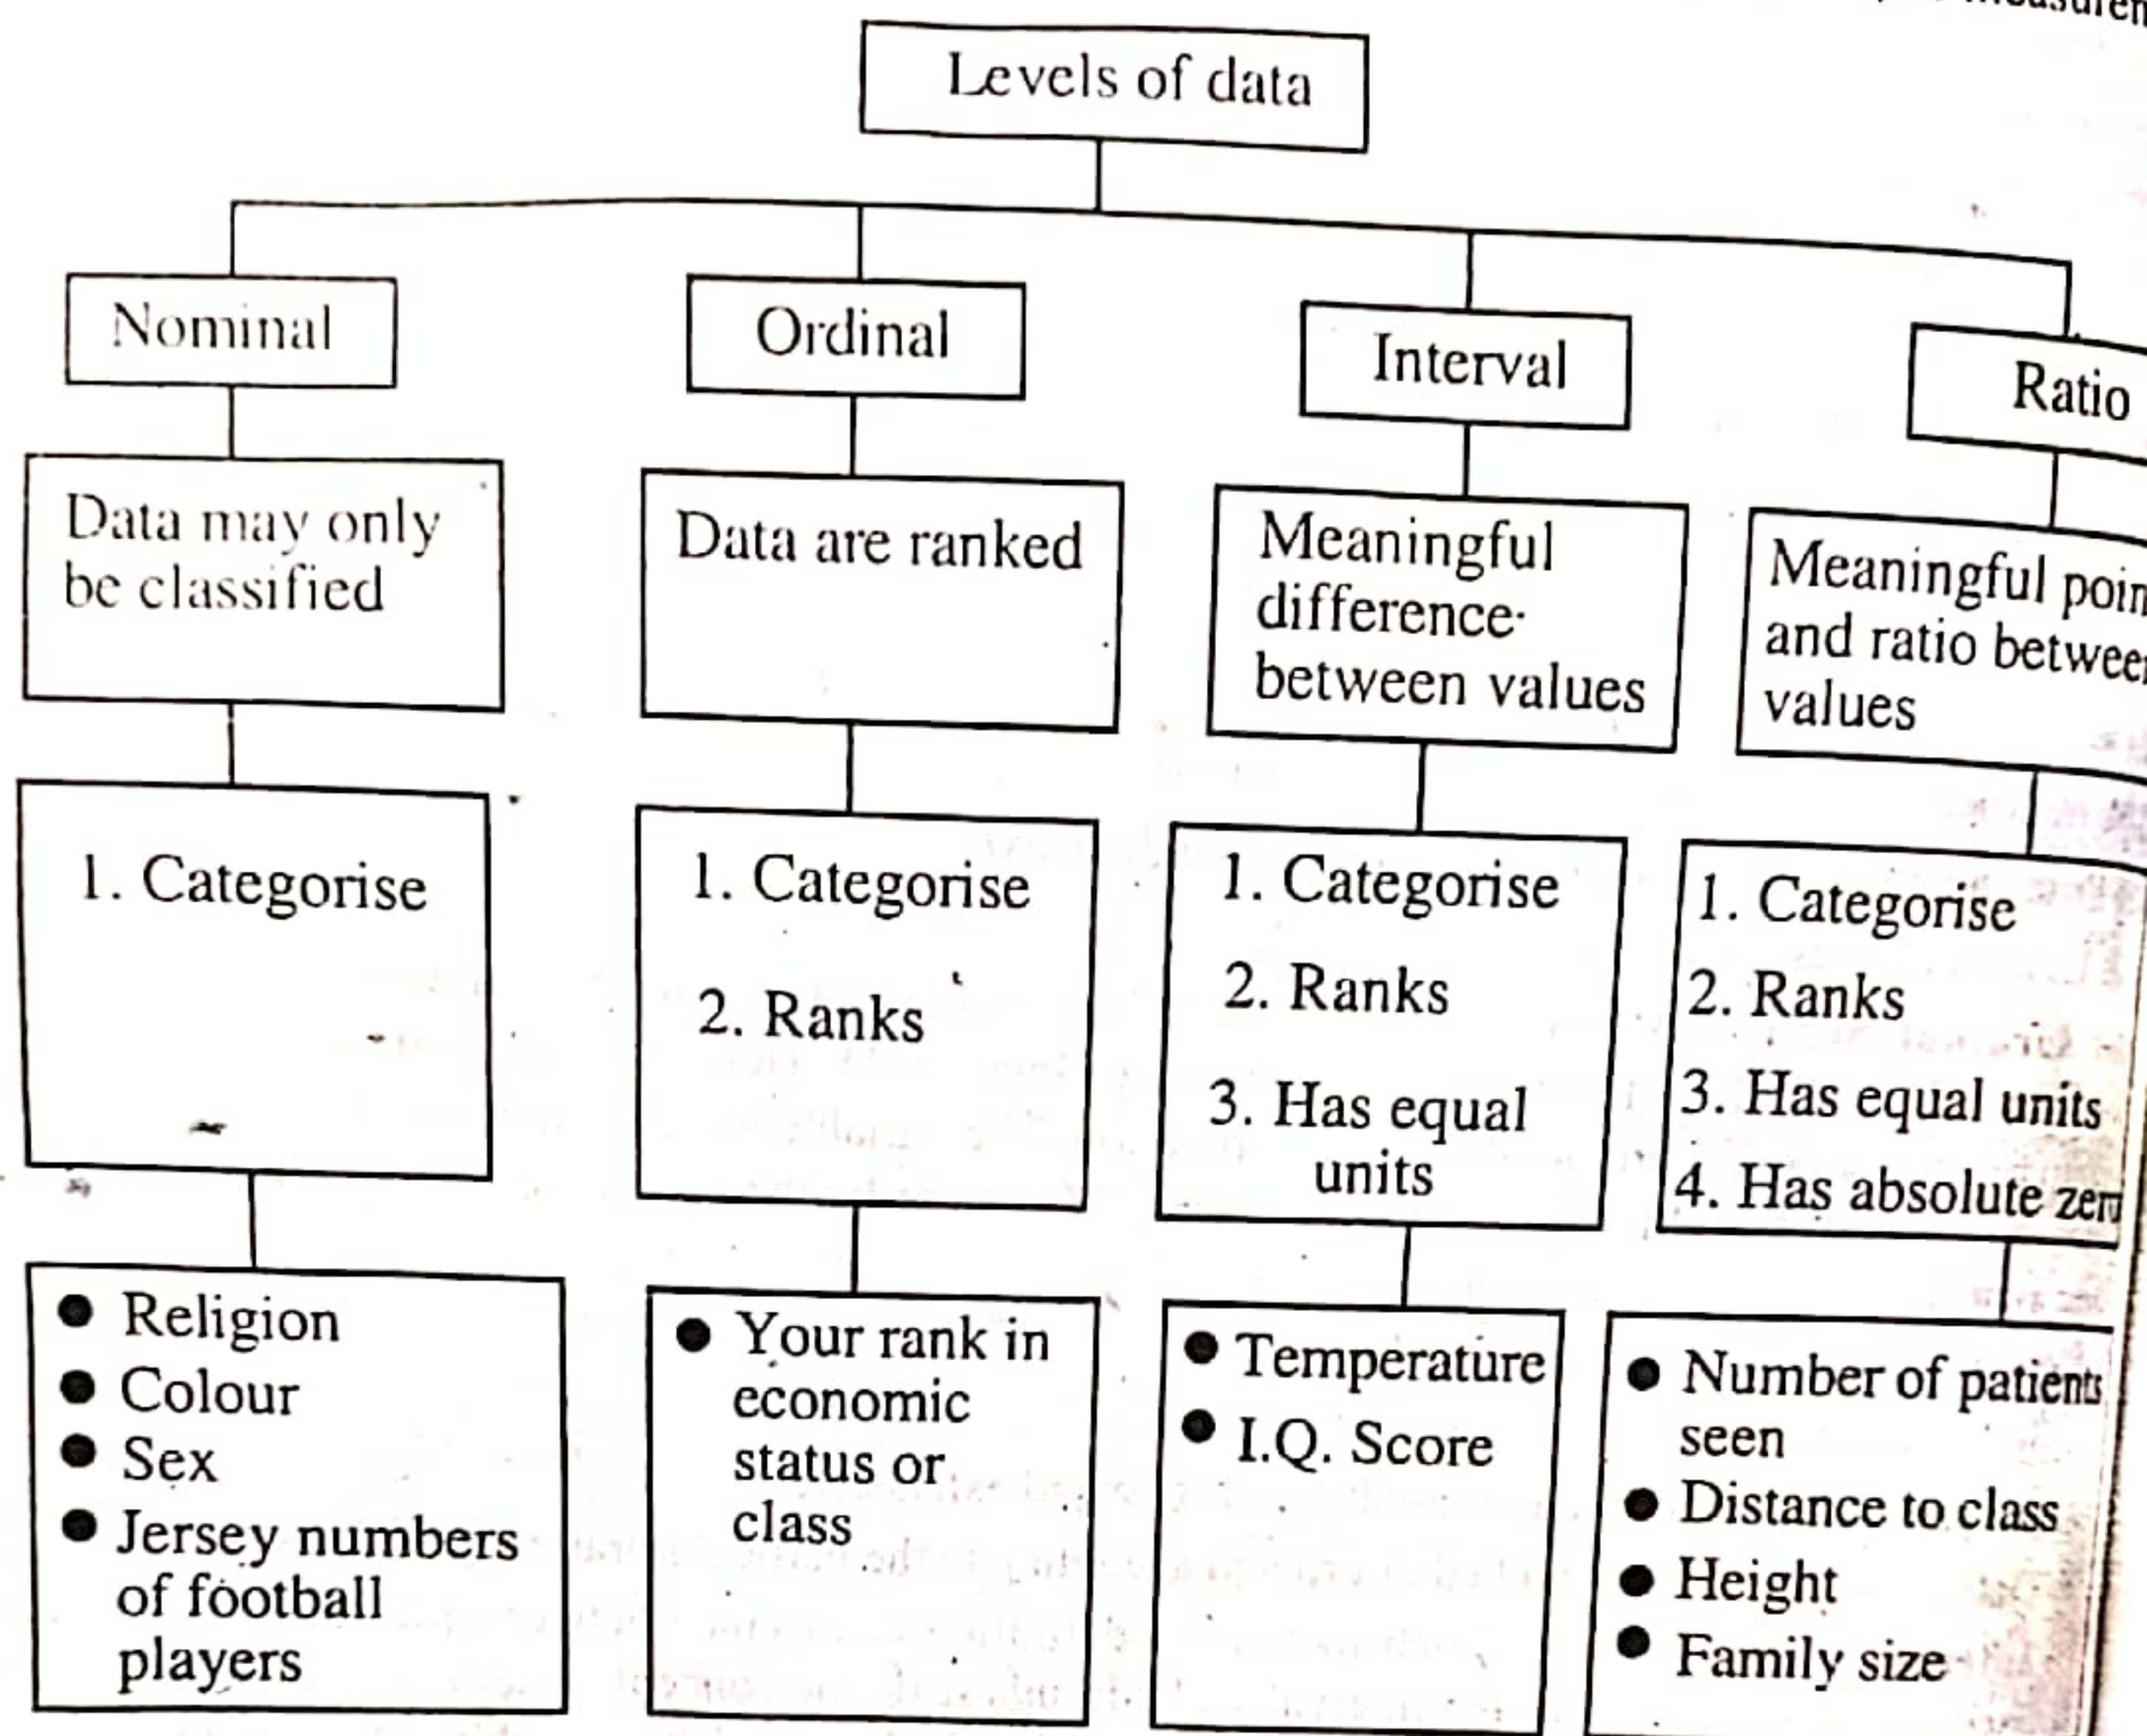 Levels of data
Nominal
Ordinal
Interval
Ratio
Data may only
be classified
Data are ranked
Meaningful
difference
between values
Meaningful
and ratio
values
1. Categorise
1. Categorise
2. Ranks
1. Categorise
2. Ranks
3. Has equal
units
1. Categorise
2. Ranks
3. Has equal units
4. Has absolute
● Religion
● Colour
● Sex
● Jersey numbers
of football
players
● Your rank in
economic
status or
class
● Temperature
● I.Q. Score
● Number of patients
seen
● Distance to class
● Height
● Family size